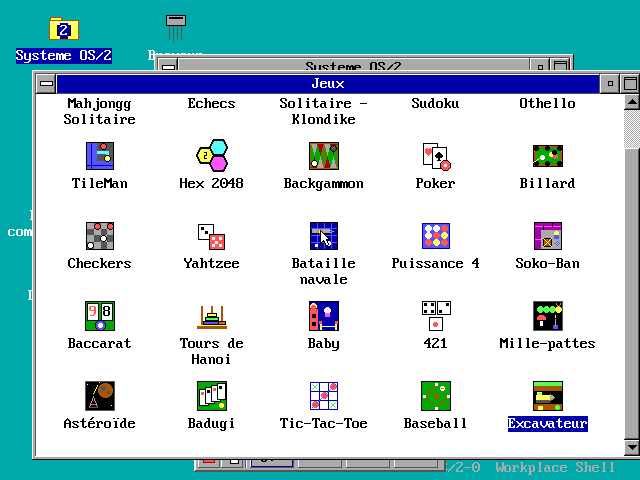 Systeme OS/2
Systeme OS/2
Jeux
Mahjongg Solitaire
Echecs
Solitaire - Klondike
Sudoku
Othello
TileMan
Hex 2048
Backgammon
Poker
Billard
Checkers
Yahtzee
Bataille navale
Puissance 4
Soko-Ban
Baccarat
Tours de Hanoi
Baby
421
Mille-pattes
Astéroïde
Badugi
Tic-Tac-Toe
Baseball
Excavateur
/2-0 Workplace Shell